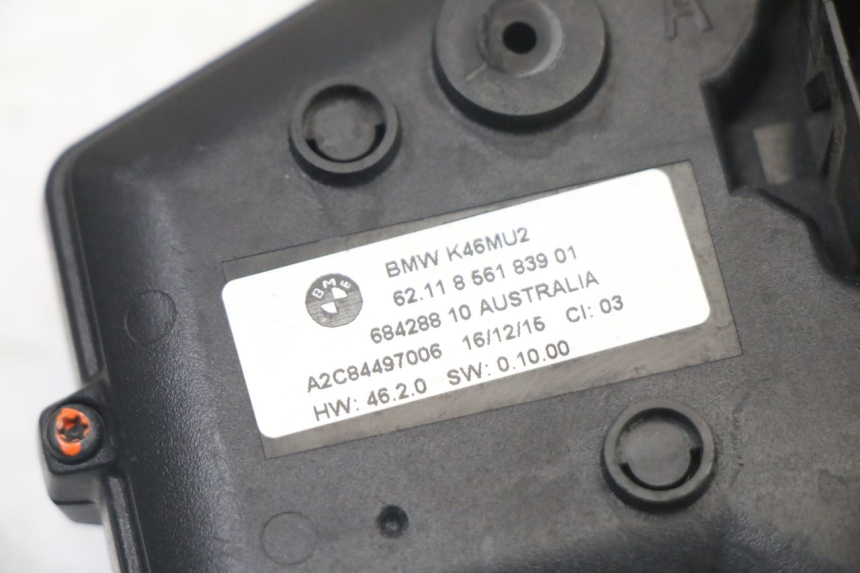 A
BMW K46MU2
BMW
62.11 8 561 839 01
684288 10 AUSTRALIA
A2C84497006 16/12/15 CI: 03
HW: 46.2.0 SW: 0.10.00